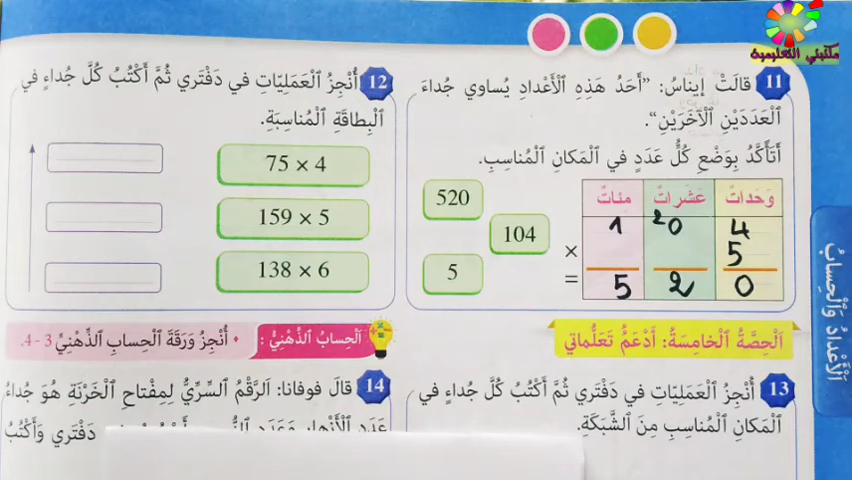 مكتبتي التعليمية
11 قالَتْ إيناسُ: "أَحَدُ هَذِهِ ٱلْأَعْدادِ يُساوي جُداءَ
ٱلْعَدَدَيْنِ ٱلْآخَرَيْنِ".
أَتَأَكَّدُ بِوَضْعِ كُلِّ عَدَدٍ في ٱلْمَكانِ ٱلْمُناسِبِ.
520
104
5
مئاتٌ عَشَراتٌ وَحَداتٌ
1 ²0 4
× 5
= 5 2 0
12 أُنْجِزُ ٱلْعَمَلِيّاتِ في دَفْتَري ثُمَّ أَكْتُبُ كُلَّ جُداءٍ في
ٱلْبِطاقَةِ ٱلْمُناسِبَةِ.
75 × 4
159 × 5
138 × 6
اَلْحِصَّةُ ٱلْخامِسَةُ: أَدْعَمُ تَعَلُّماتي
اَلْحِسابُ ٱلذِّهْنِيُّ :
• أُنْجِزُ وَرَقَةَ ٱلْحِسابِ ٱلذِّهْنِيِّ 3 - 4.
13 أُنْجِزُ ٱلْعَمَلِيّاتِ في دَفْتَري ثُمَّ أَكْتُبُ كُلَّ جُداءٍ في
ٱلْمَكانِ ٱلْمُناسِبِ مِنَ ٱلشَّبَكَةِ.
14 قالَ فوفانا: اَلرَّقْمُ ٱلسِّرِّيُّ لِمِفْتاحِ ٱلْخَزْنَةِ هُوَ جُداءُ
عَدَدِ ٱلْأَزْهارِ وَعَدَدِ
دَفْتَري وَأَكْتُبُ
اَلْأَعْدادُ وَٱلْحِسابُ